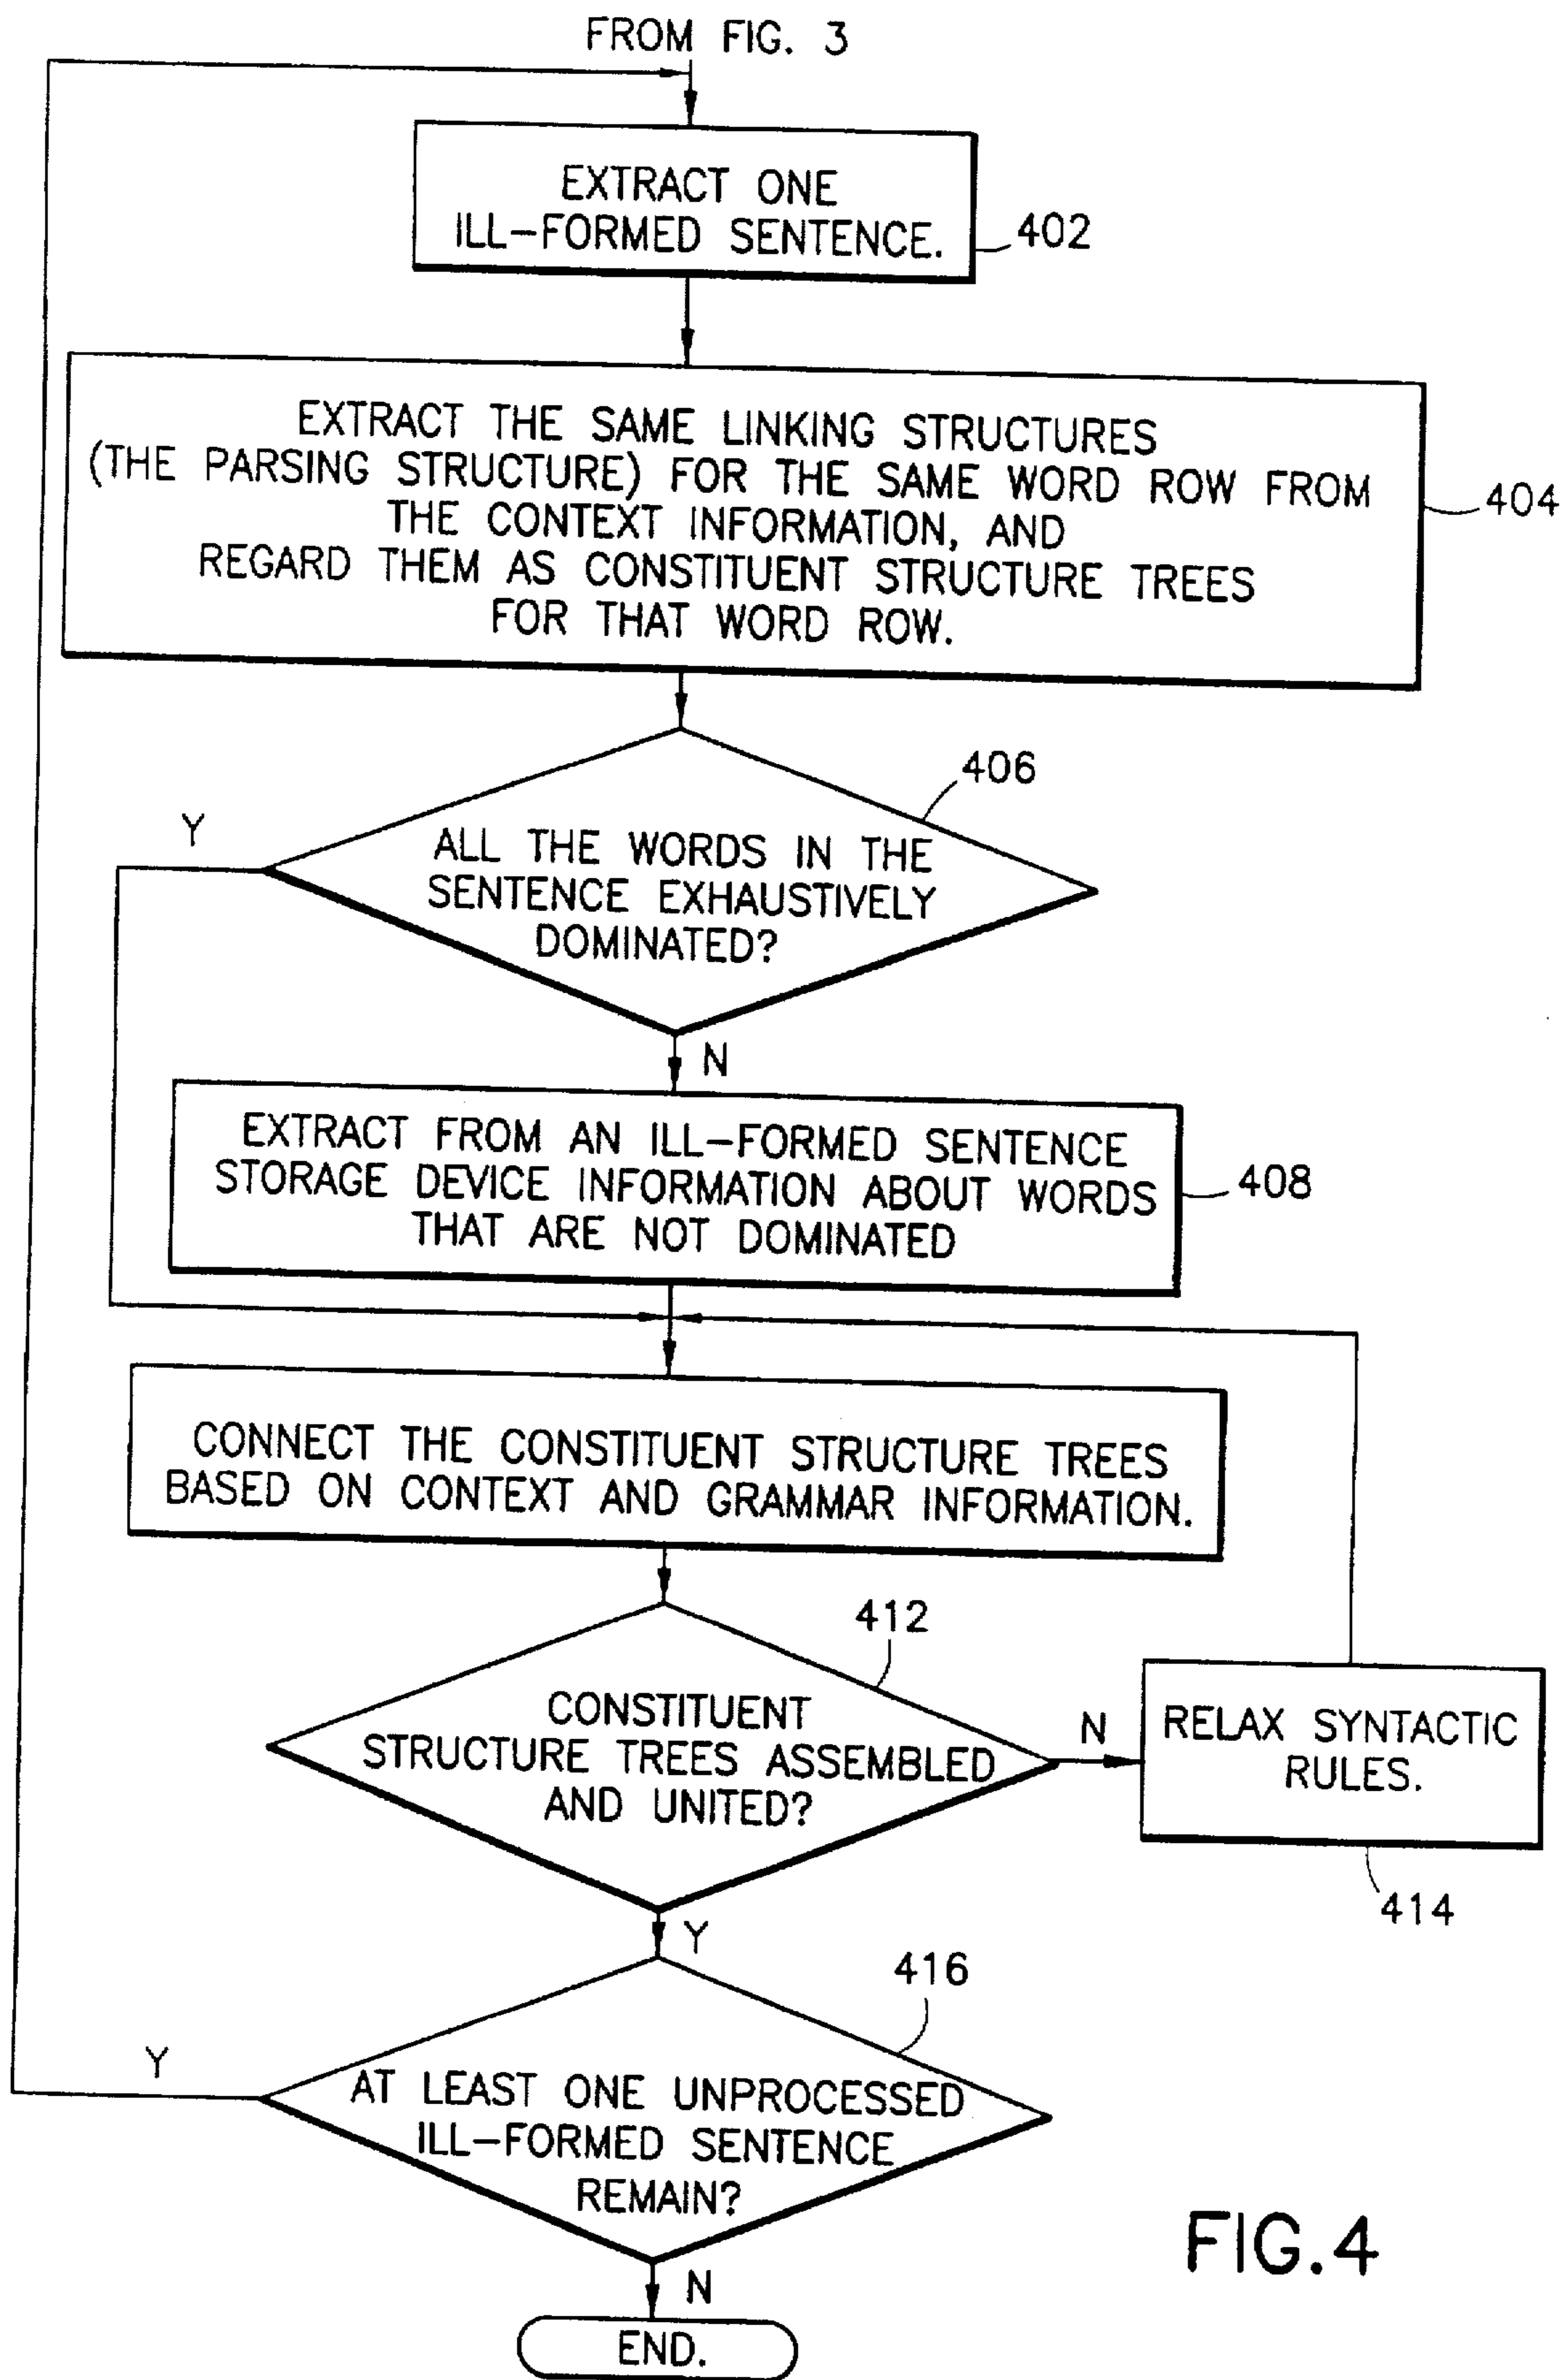 FROM FIG. 3
EXTRACT ONE
ILL-FORMED SENTENCE.
402
EXTRACT THE SAME LINKING STRUCTURES
(THE PARSING STRUCTURE) FOR THE SAME WORD ROW FROM
THE CONTEXT INFORMATION, AND
REGARD THEM AS CONSTITUENT STRUCTURE TREES
FOR THAT WORD ROW.
404
406
Y
ALL THE WORDS IN THE
SENTENCE EXHAUSTIVELY
DOMINATED?
N
EXTRACT FROM AN ILL-FORMED SENTENCE
STORAGE DEVICE INFORMATION ABOUT WORDS
THAT ARE NOT DOMINATED
408
CONNECT THE CONSTITUENT STRUCTURE TREES
BASED ON CONTEXT AND GRAMMAR INFORMATION.
412
CONSTITUENT
STRUCTURE TREES ASSEMBLED
AND UNITED?
N
RELAX SYNTACTIC
RULES.
414
Y
416
Y
AT LEAST ONE UNPROCESSED
ILL-FORMED SENTENCE
REMAIN?
N
END.
FIG.4